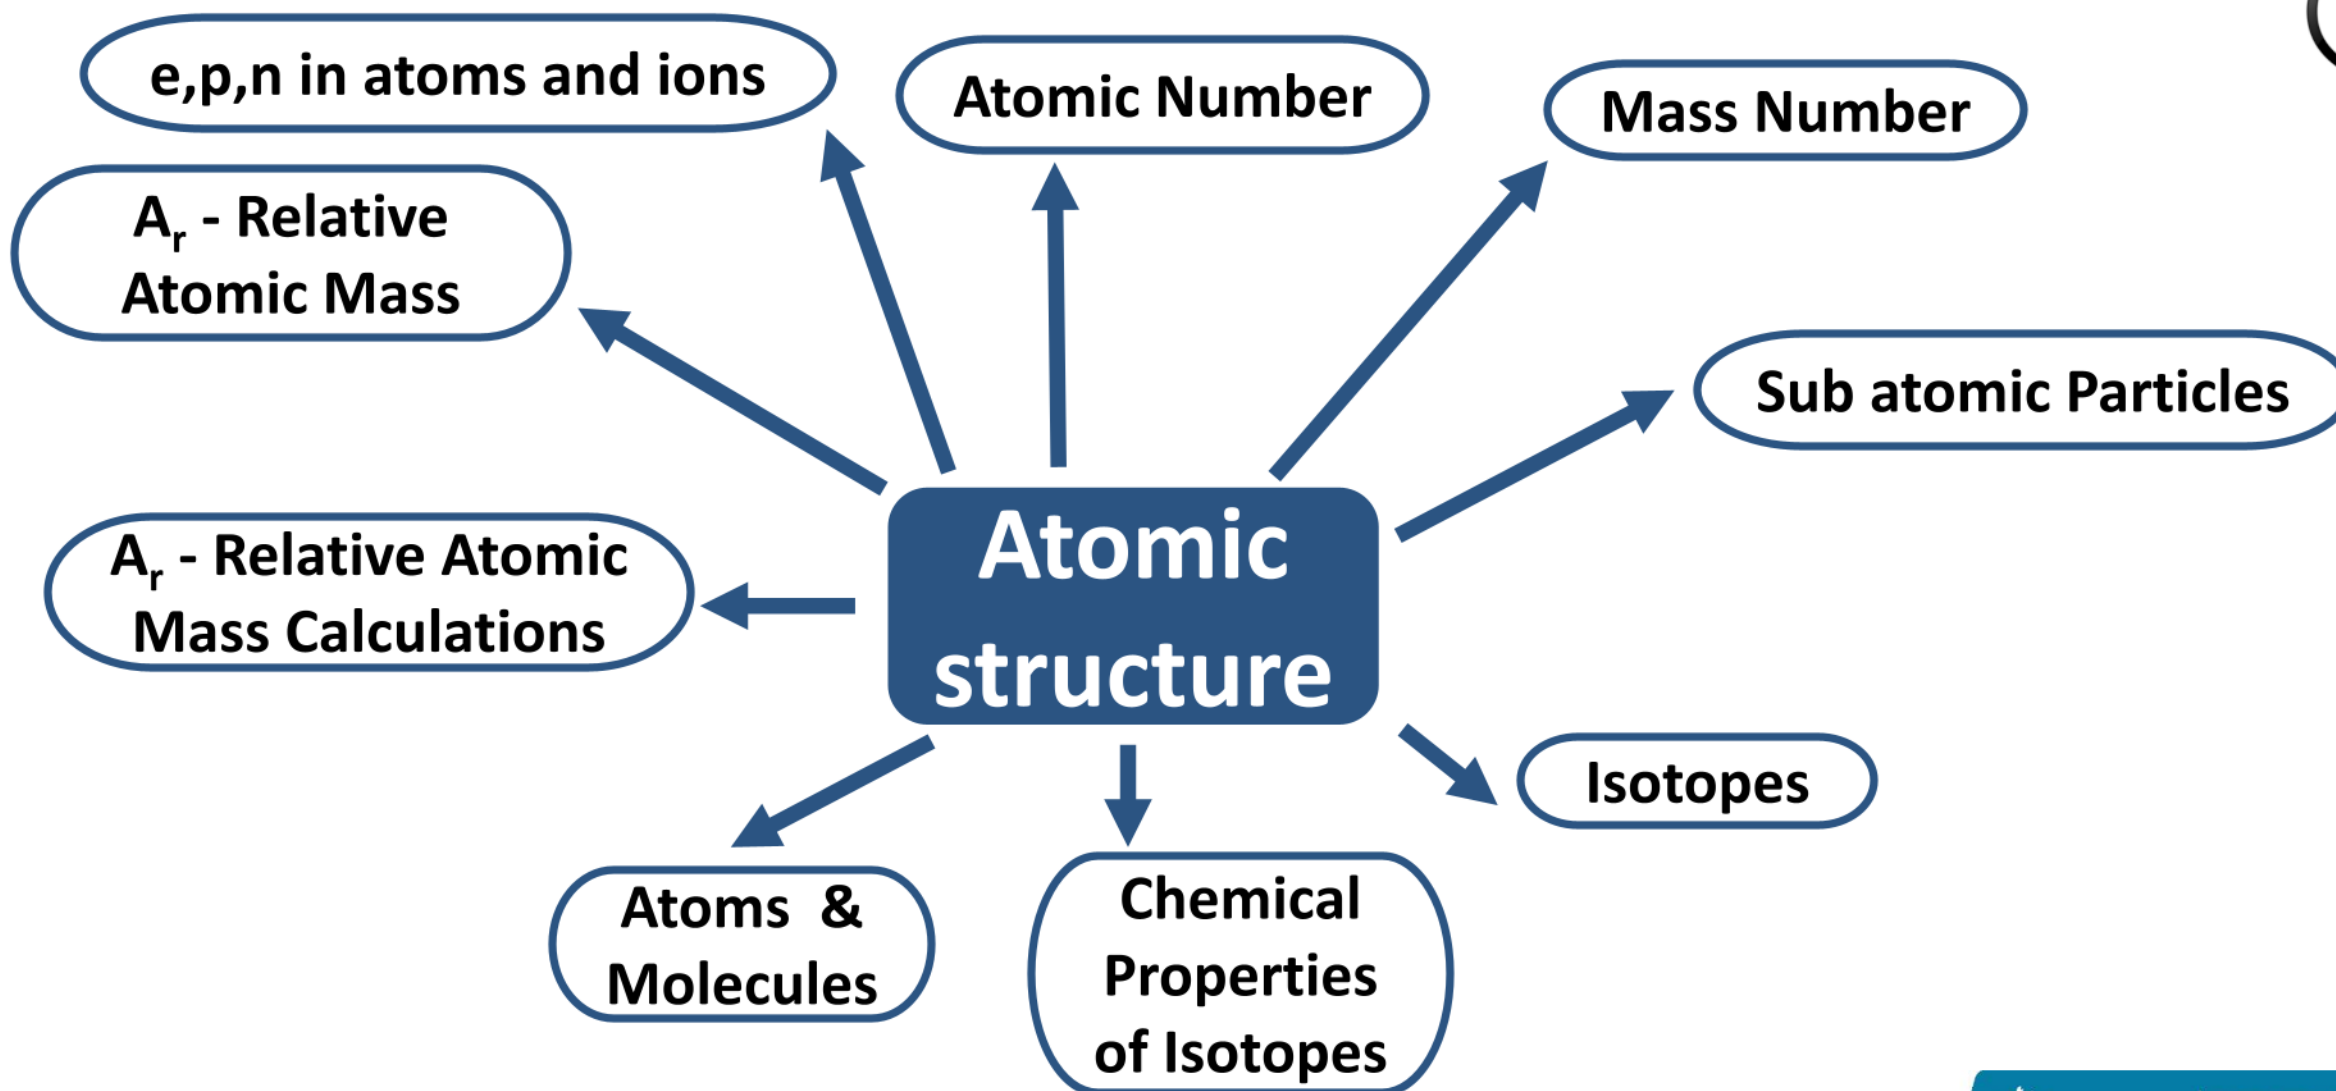 e,p,n in atoms and ions
Atomic Number
Mass Number
Aᵣ - Relative
Atomic Mass
Sub atomic Particles
Aᵣ - Relative Atomic
Mass Calculations
Atomic
structure
Isotopes
Atoms &
Molecules
Chemical
Properties
of Isotopes